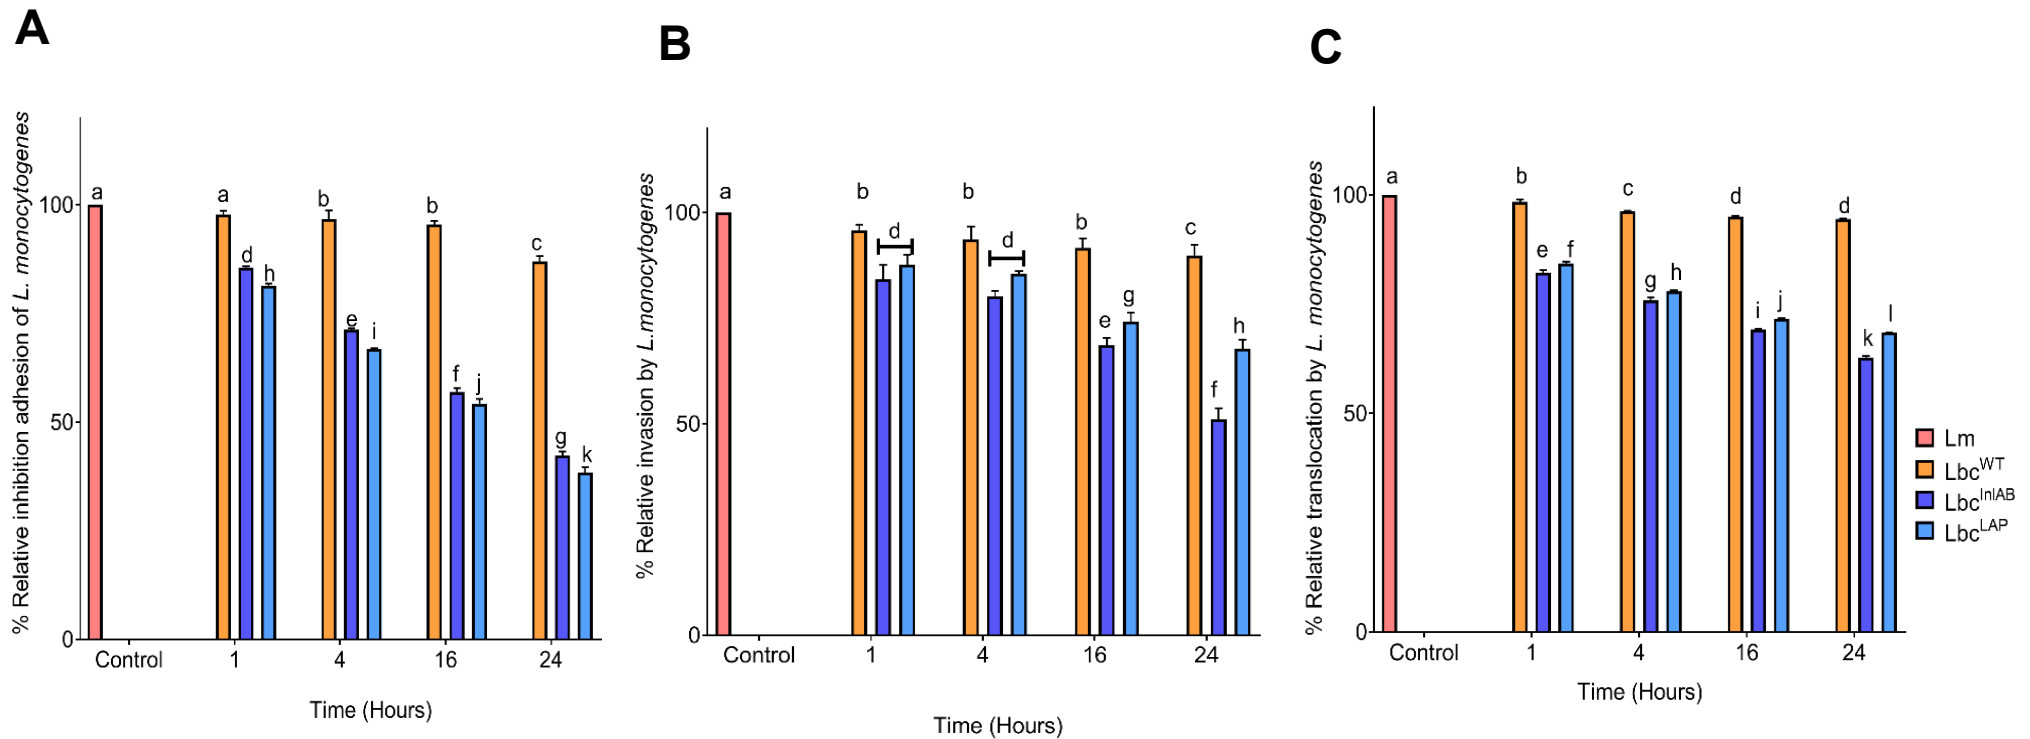 A
% Relative inhibition adhesion of L. monocytogenes
100
50
0
a
a
d
h
b
e
i
b
f
j
c
g
k
Control
1
4
16
24
Time (Hours)
B
% Relative invasion by L.monocytogenes
100
50
0
a
b
d
b
d
b
e
g
c
f
h
Control
1
4
16
24
Time (Hours)
C
% Relative translocation by L. monocytogenes
100
50
0
a
b
e
f
c
g
h
d
i
j
d
k
l
Control
1
4
16
24
Time (Hours)
Lm
LbcWT
LbcInlAB
LbcLAP